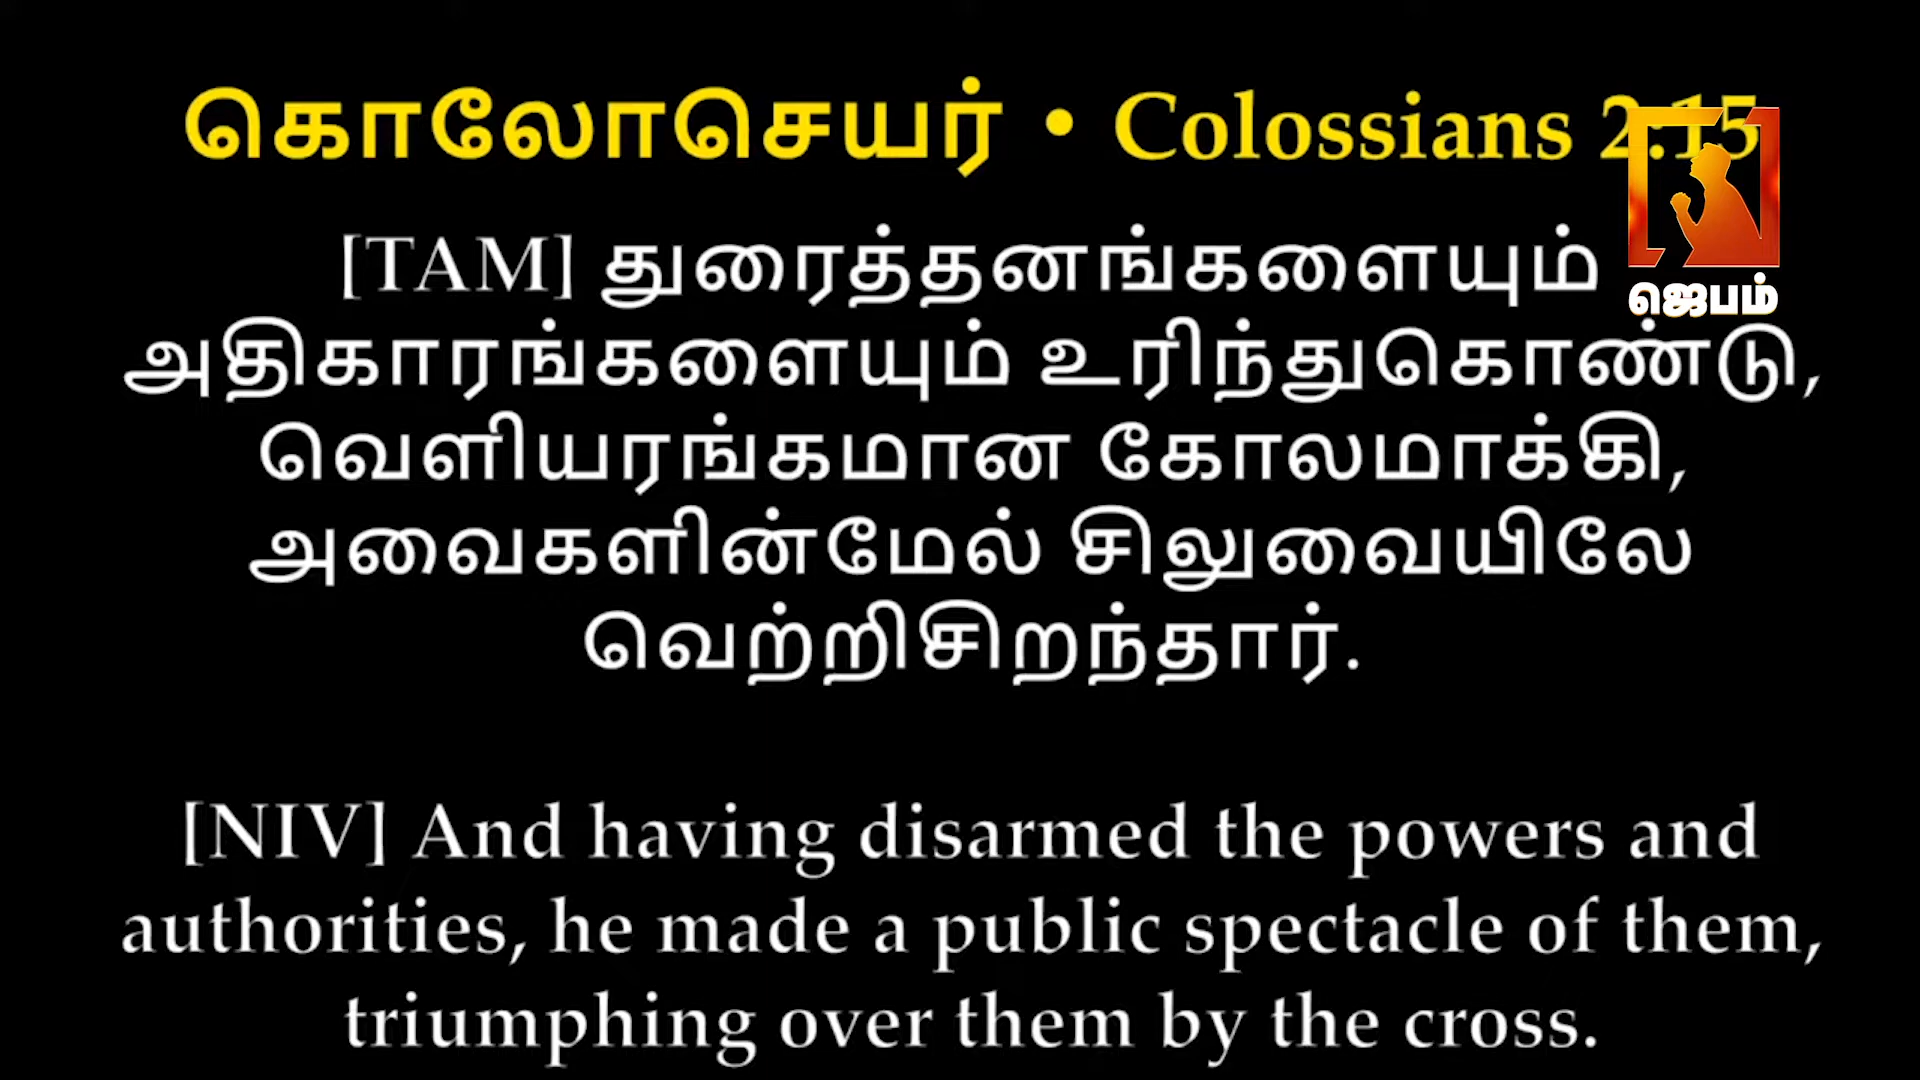 கொலோசெயர் • Colossians 2:15
ஜெபம்
[TAM] துரைத்தனங்களையும்
அதிகாரங்களையும் உரிந்துகொண்டு,
வெளியரங்கமான கோலமாக்கி,
அவைகளின்மேல் சிலுவையிலே
வெற்றிசிறந்தார்.
[NIV] And having disarmed the powers and
authorities, he made a public spectacle of them,
triumphing over them by the cross.